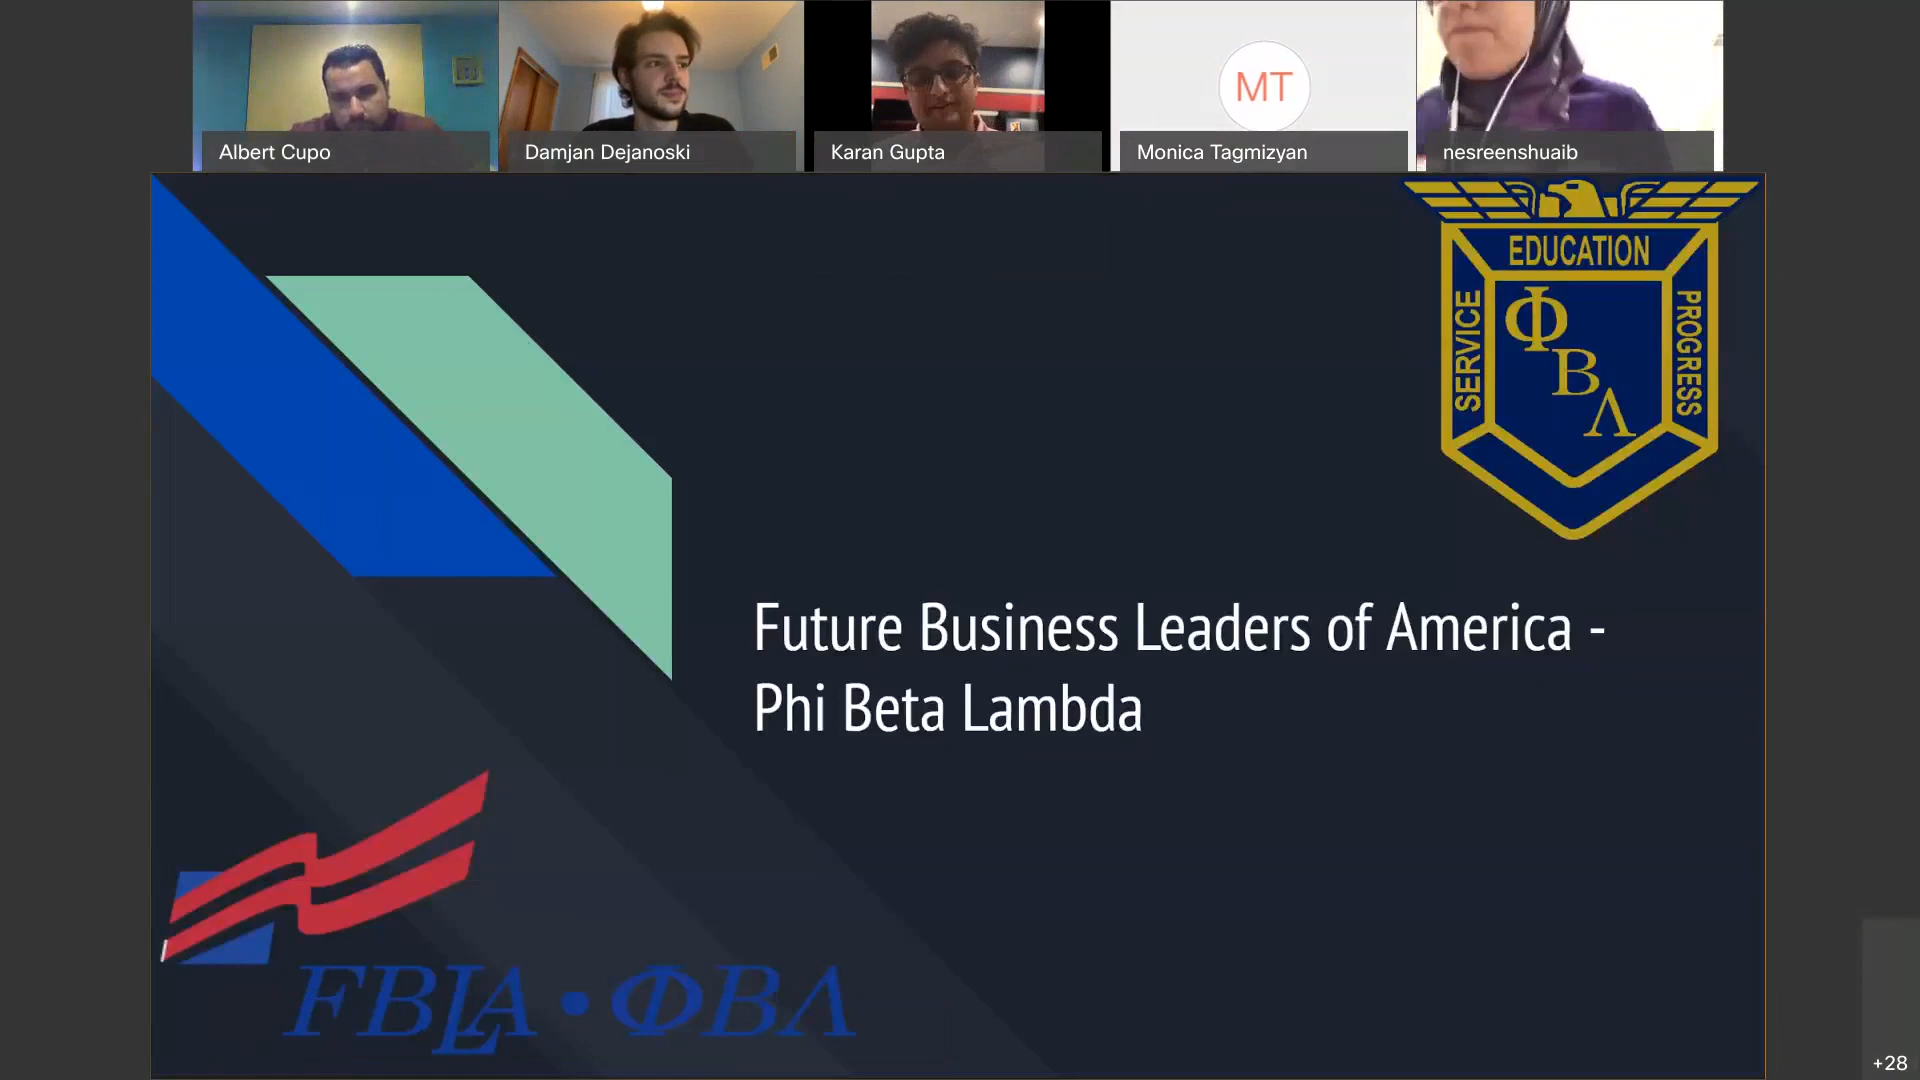 Albert Cupo
Damjan Dejanoski
Karan Gupta
MT
Monica Tagmizyan
nesreenshuaib
EDUCATION
SERVICE
PROGRESS
Φ
Β
Λ
Future Business Leaders of America -
Phi Beta Lambda
FBLA • ΦΒΛ
+28